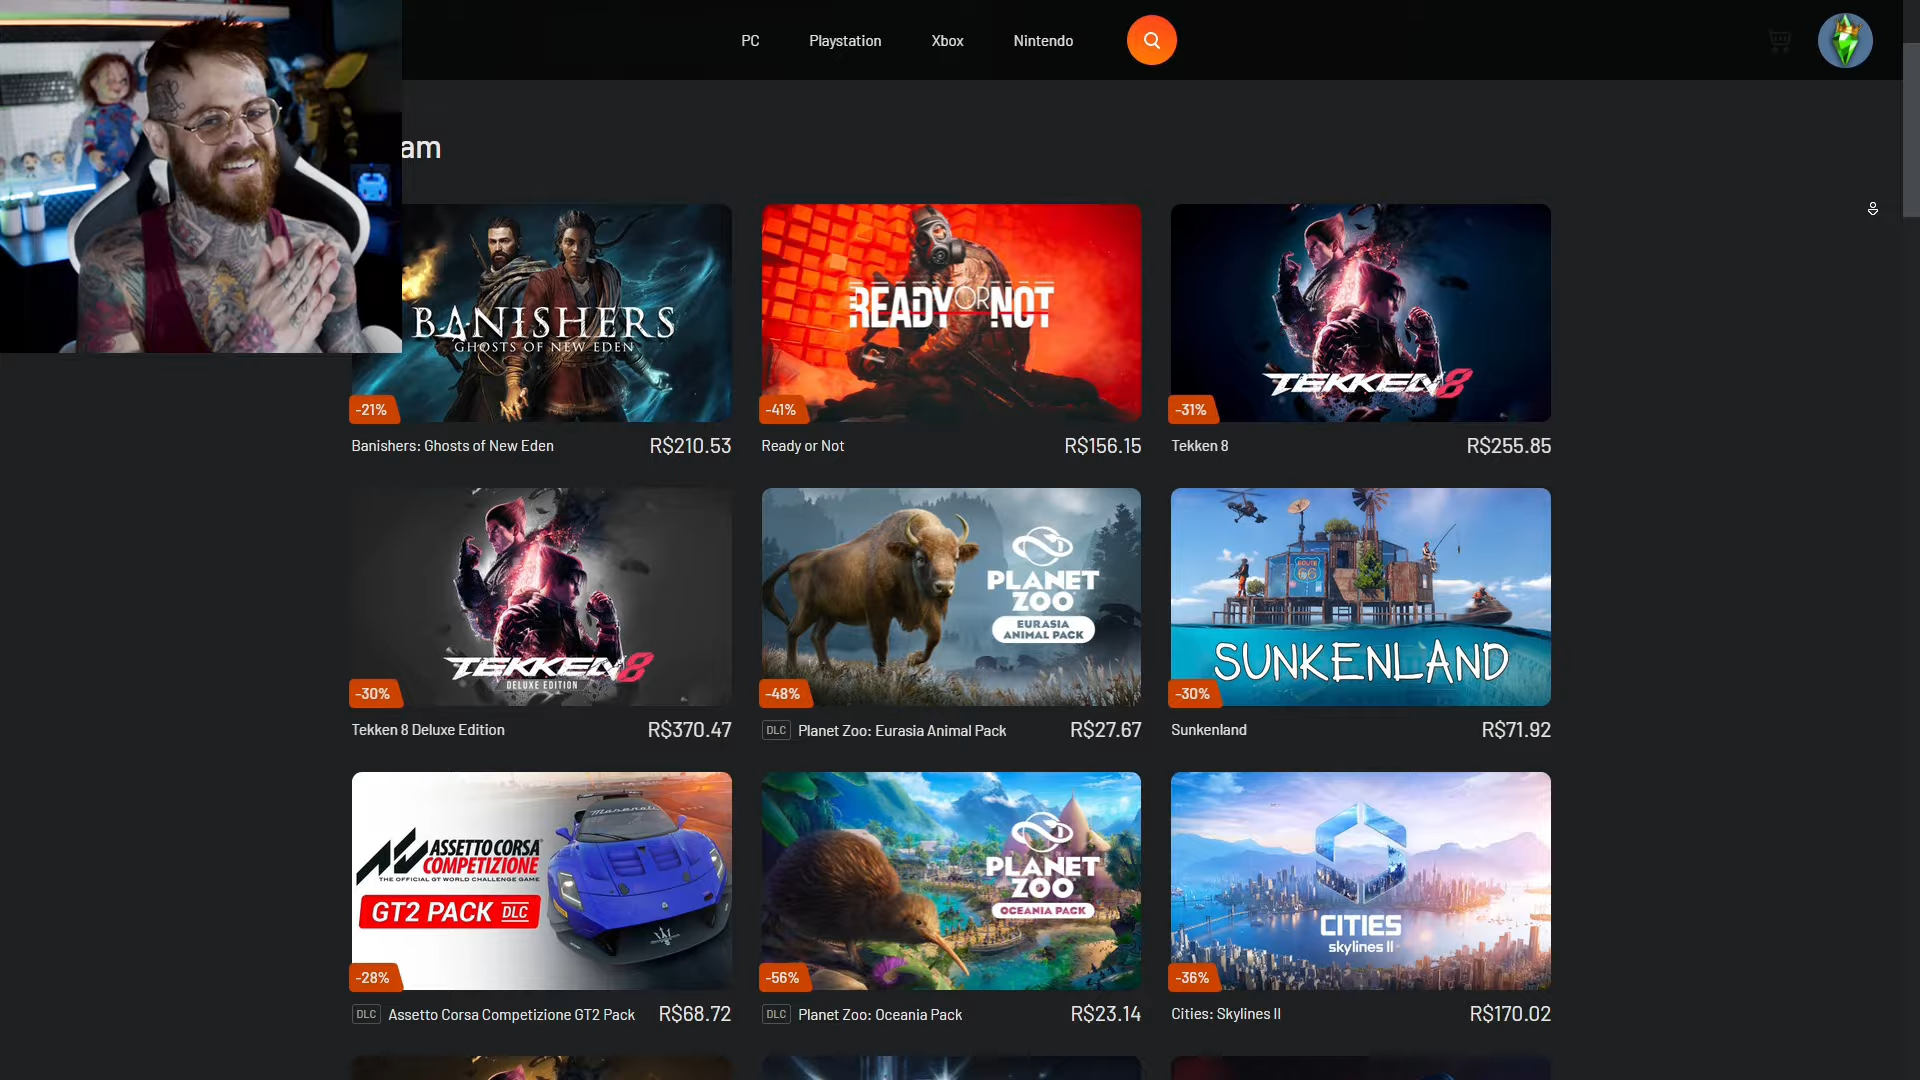 PC
Playstation
Xbox
Nintendo
am
BANISHERS
GHOSTS OF NEW EDEN
-21%
Banishers: Ghosts of New Eden
R$210.53
READY OR NOT
-41%
Ready or Not
R$156.15
TEKKEN 8
-31%
Tekken 8
R$255.85
TEKKEN 8
DELUXE EDITION
-30%
Tekken 8 Deluxe Edition
R$370.47
PLANET
ZOO
EURASIA
ANIMAL PACK
-48%
DLC Planet Zoo: Eurasia Animal Pack
R$27.67
ROUTE
66
SUNKENLAND
-30%
Sunkenland
R$71.92
Maserati
ASSETTO CORSA
COMPETIZIONE
THE OFFICIAL GT WORLD CHALLENGE GAME
GT2 PACK DLC
-28%
DLC Assetto Corsa Competizione GT2 Pack
R$68.72
PLANET
ZOO
OCEANIA PACK
-56%
DLC Planet Zoo: Oceania Pack
R$23.14
CITIES
skylines II
-36%
Cities: Skylines II
R$170.02